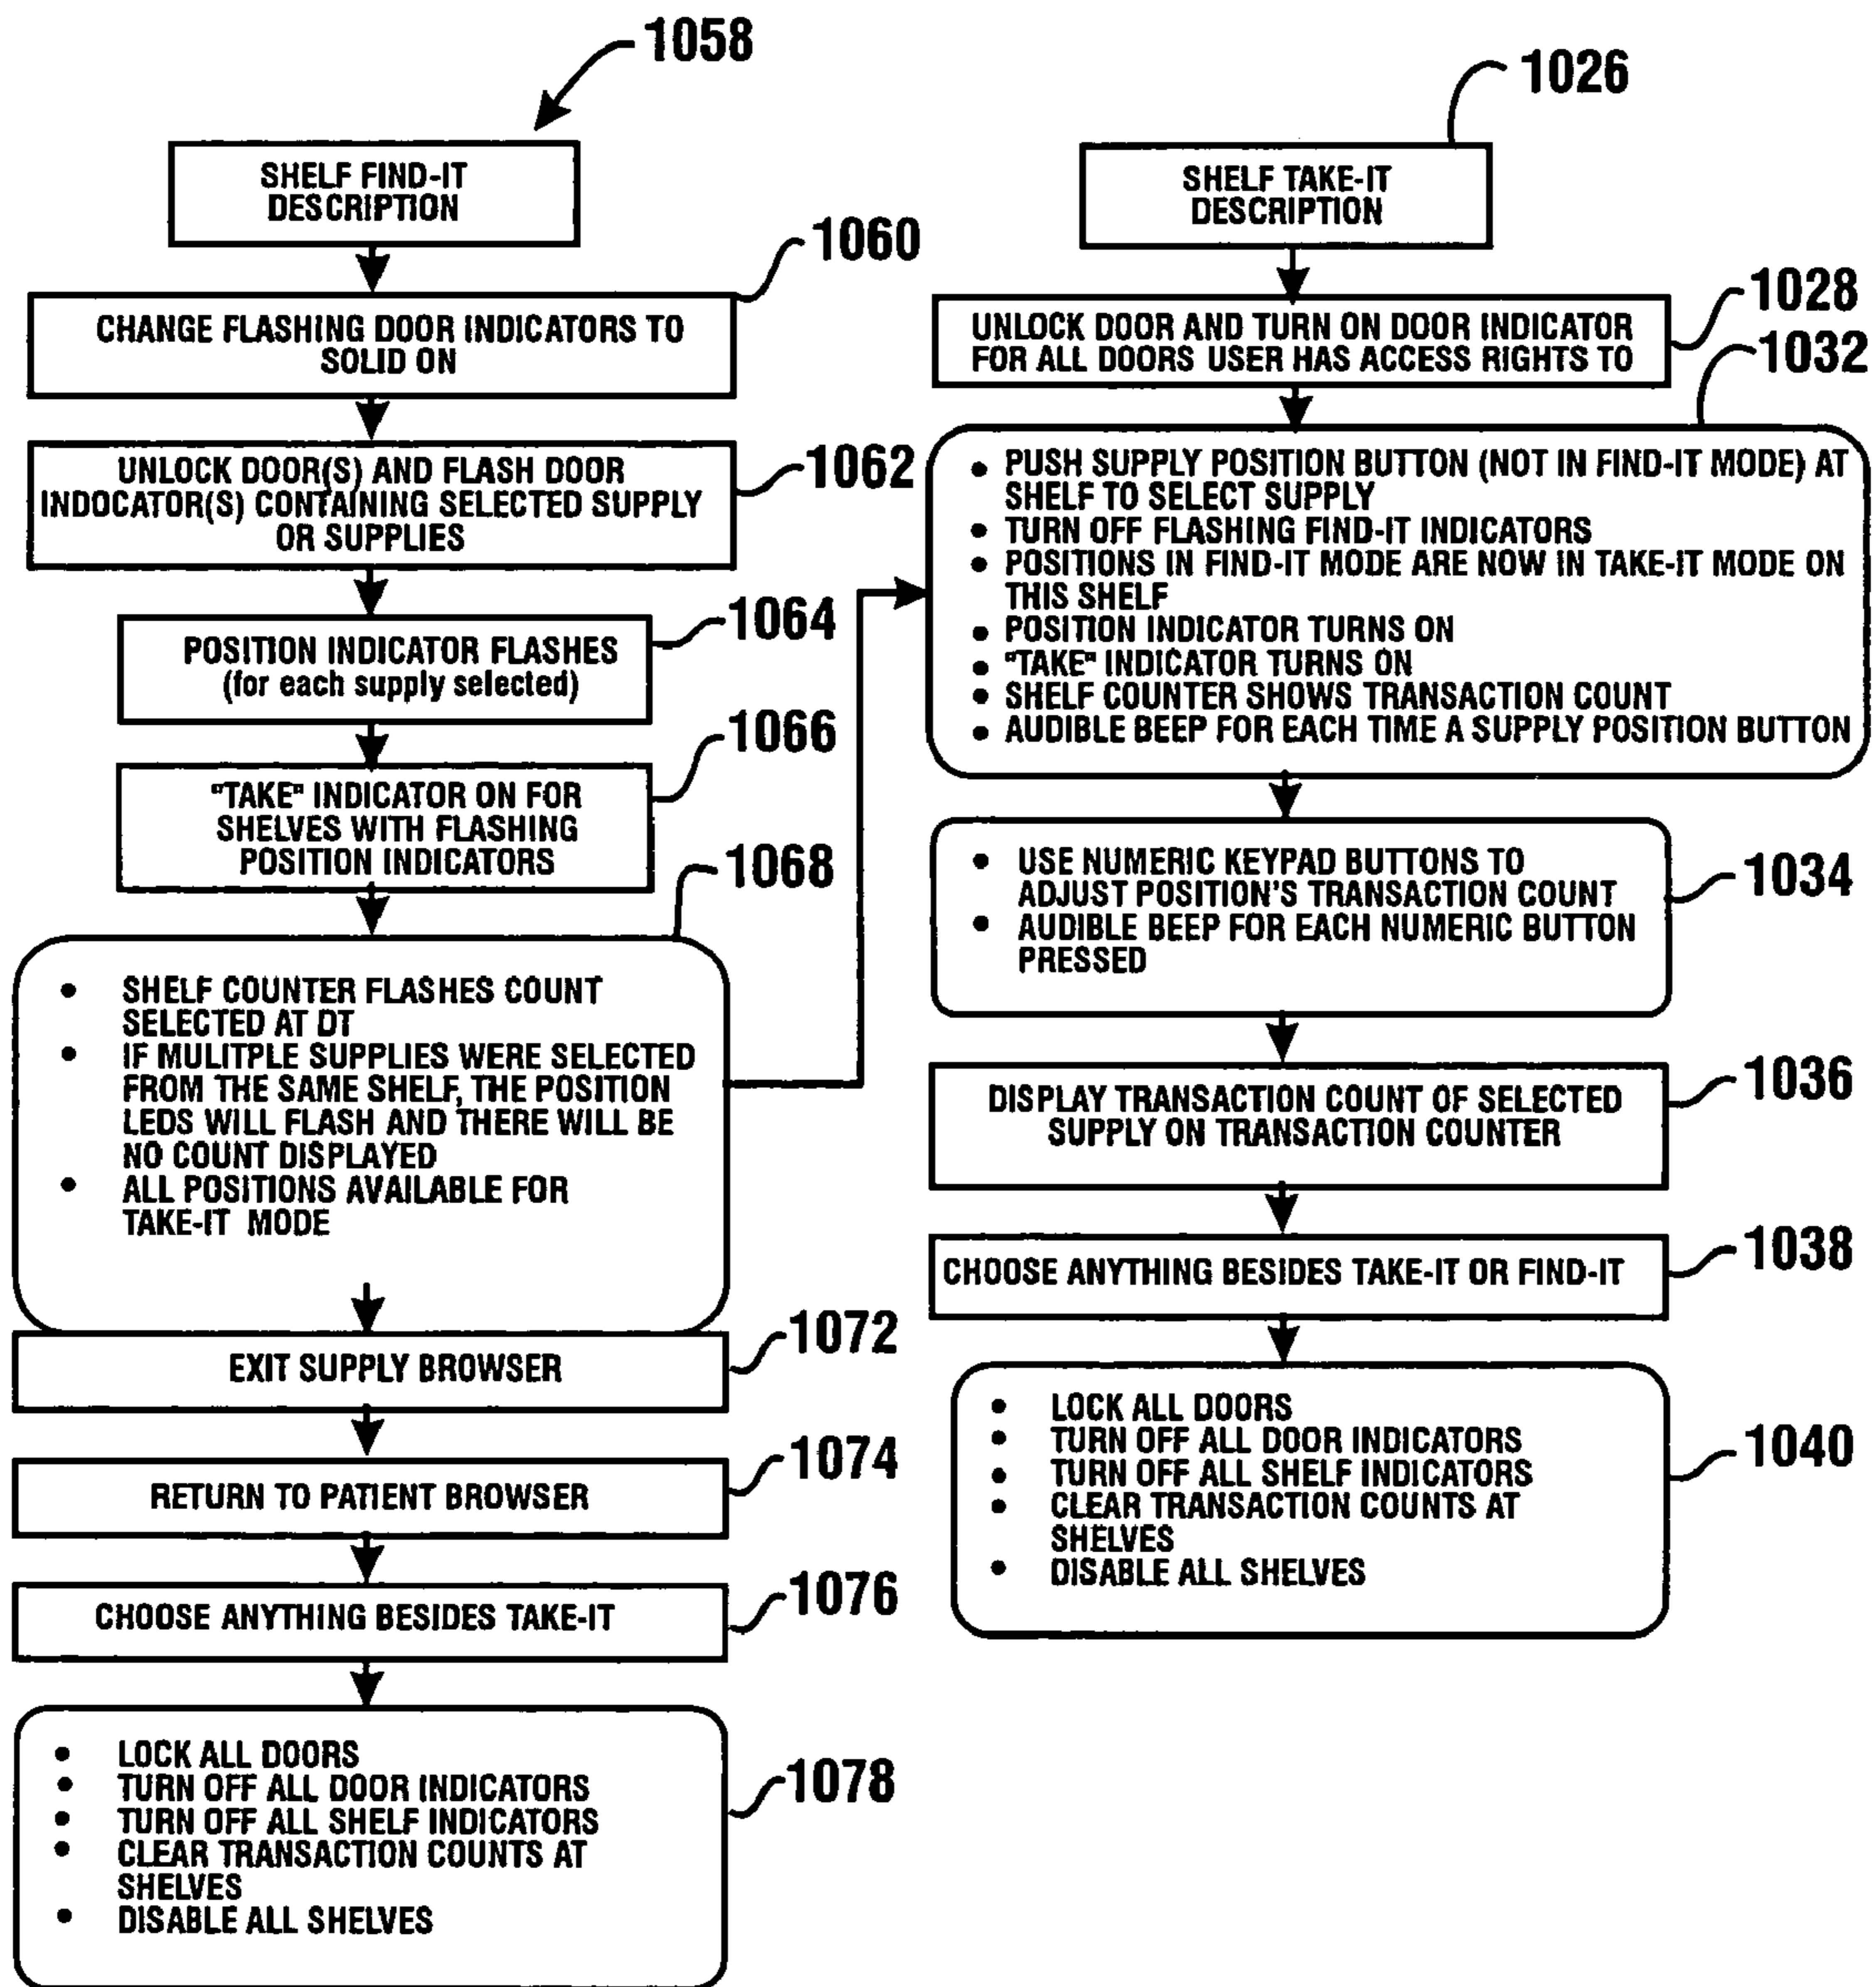 1058
SHELF FIND-IT
DESCRIPTION
1060
CHANGE FLASHING DOOR INDICATORS TO
SOLID ON
UNLOCK DOOR(S) AND FLASH DOOR
INDOCATOR(S) CONTAINING SELECTED SUPPLY
OR SUPPLIES
1062
POSITION INDICATOR FLASHES
(for each supply selected)
1064
1066
"TAKE" INDICATOR ON FOR
SHELVES WITH FLASHING
POSITION INDICATORS
1068
• SHELF COUNTER FLASHES COUNT
SELECTED AT DT
• IF MULITPLE SUPPLIES WERE SELECTED
FROM THE SAME SHELF, THE POSITION
LEDS WILL FLASH AND THERE WILL BE
NO COUNT DISPLAYED
• ALL POSITIONS AVAILABLE FOR
TAKE-IT MODE
1072
EXIT SUPPLY BROWSER
1074
RETURN TO PATIENT BROWSER
1076
CHOOSE ANYTHING BESIDES TAKE-IT
• LOCK ALL DOORS
• TURN OFF ALL DOOR INDICATORS
• TURN OFF ALL SHELF INDICATORS
• CLEAR TRANSACTION COUNTS AT
SHELVES
• DISABLE ALL SHELVES
1078
1026
SHELF TAKE-IT
DESCRIPTION
1028
UNLOCK DOOR AND TURN ON DOOR INDICATOR
FOR ALL DOORS USER HAS ACCESS RIGHTS TO
1032
• PUSH SUPPLY POSITION BUTTON (NOT IN FIND-IT MODE) AT
SHELF TO SELECT SUPPLY
• TURN OFF FLASHING FIND-IT INDICATORS
• POSITIONS IN FIND-IT MODE ARE NOW IN TAKE-IT MODE ON
THIS SHELF
• POSITION INDICATOR TURNS ON
• "TAKE" INDICATOR TURNS ON
• SHELF COUNTER SHOWS TRANSACTION COUNT
• AUDIBLE BEEP FOR EACH TIME A SUPPLY POSITION BUTTON
• USE NUMERIC KEYPAD BUTTONS TO
ADJUST POSITION'S TRANSACTION COUNT
• AUDIBLE BEEP FOR EACH NUMERIC BUTTON
PRESSED
1034
DISPLAY TRANSACTION COUNT OF SELECTED
SUPPLY ON TRANSACTION COUNTER
1036
CHOOSE ANYTHING BESIDES TAKE-IT OR FIND-IT
1038
• LOCK ALL DOORS
• TURN OFF ALL DOOR INDICATORS
• TURN OFF ALL SHELF INDICATORS
• CLEAR TRANSACTION COUNTS AT
SHELVES
• DISABLE ALL SHELVES
1040